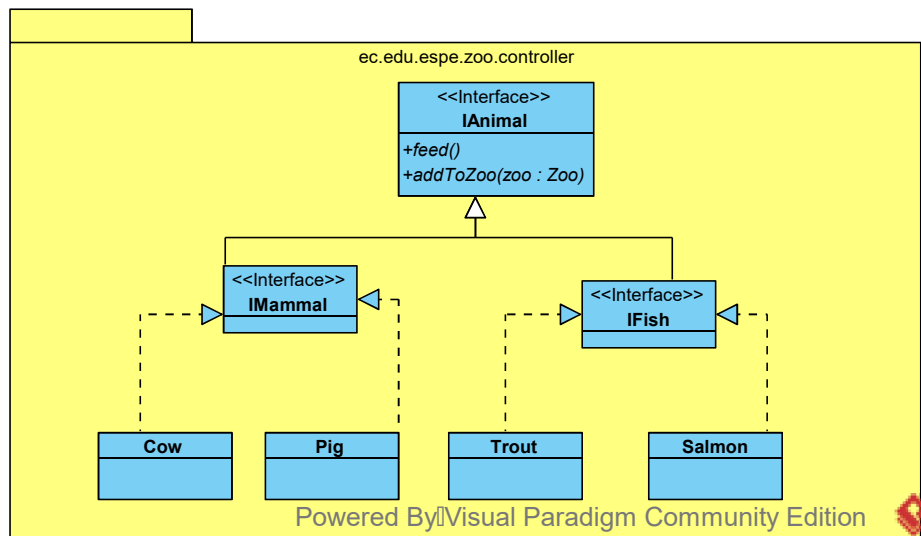 ec.edu.espe.zoo.controller
<<Interface>>
IAnimal
+feed()
+addToZoo(zoo : Zoo)
<<Interface>>
IMammal
<<Interface>>
IFish
Cow
Pig
Trout
Salmon
Powered By Visual Paradigm Community Edition